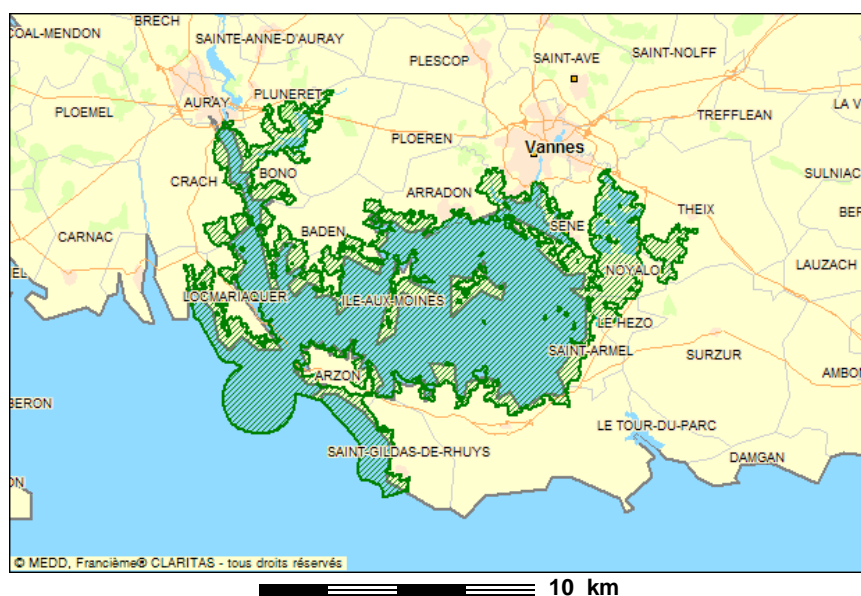 BRECH
COAL-MENDON
SAINTE-ANNE-D'AURAY
PLESCOP
SAINT-AVE
SAINT-NOLFF
AURAY
PLUNERET
PLOEMEL
TREFFLEAN
LA V
PLOEREN
Vannes
CRACH
BONO
ARRADON
SULNIAC
THEIX
BER
CARNAC
BADEN
SENE
NOYALO
LAUZACH
EL
LOCMARIAQUER
ILE-AUX-MOINES
LE HEZO
SAINT-ARMEL
SURZUR
ARZON
AMBON
BERON
LE TOUR-DU-PARC
SAINT-GILDAS-DE-RHUYS
DAMGAN
ON
© MEDD, Francième® CLARITAS - tous droits réservés
10 km